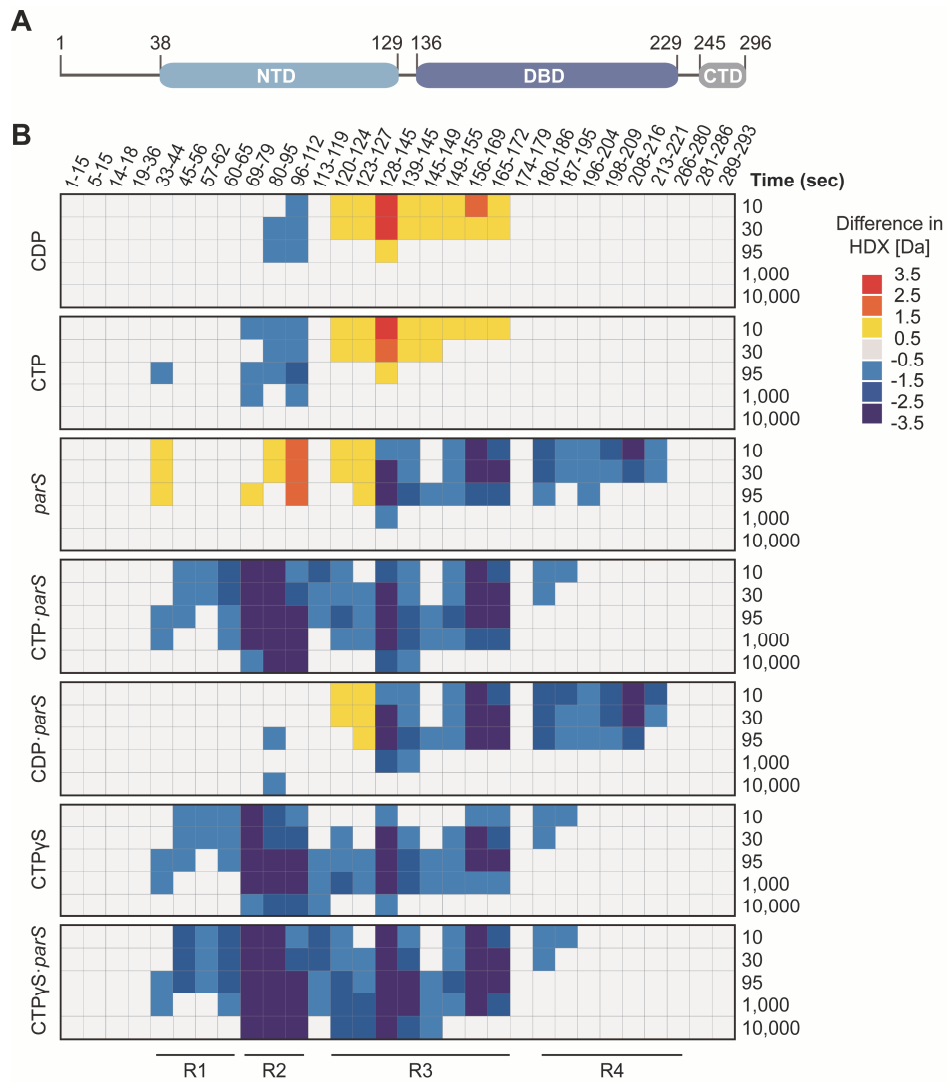 A
1 38 129 136 229 245 296
NTD DBD CTD
B
1-15 5-15 14-18 19-36 33-44 45-56 57-62 60-65 69-79 80-95 96-112 113-119 120-124 123-127 128-145 139-145 145-149 149-155 156-169 165-172 174-179 180-186 187-195 196-204 198-209 208-216 213-221 266-280 281-286 289-293
Time (sec)
CDP
10
30
95
1,000
10,000
CTP
10
30
95
1,000
10,000
parS
10
30
95
1,000
10,000
CTP·parS
10
30
95
1,000
10,000
CDP·parS
10
30
95
1,000
10,000
CTPγS
10
30
95
1,000
10,000
CTPγS·parS
10
30
95
1,000
10,000
R1 R2 R3 R4
Difference in
HDX [Da]
3.5
2.5
1.5
0.5
-0.5
-1.5
-2.5
-3.5